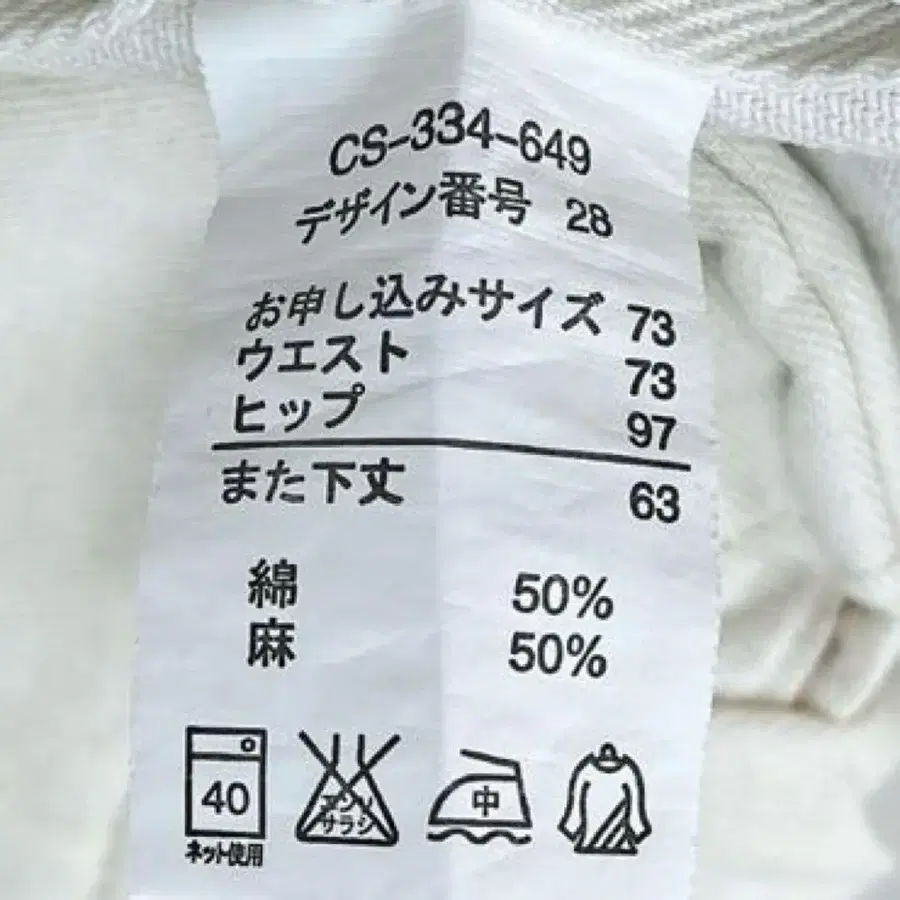 CS-334-649
デザイン番号 28
お申し込みサイズ 73
ウエスト 73
ヒップ 97
また下丈 63
綿 50%
麻 50%
40
ネット使用
エンソ
サラシ
中